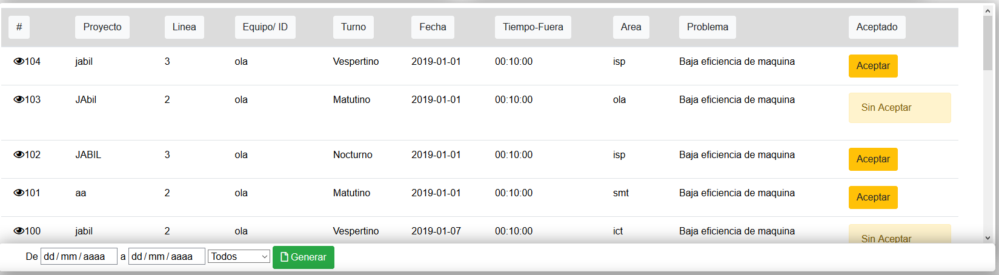 # Proyecto Linea Equipo/ ID Turno Fecha Tiempo-Fuera Area Problema Aceptado
104 jabil 3 ola Vespertino 2019-01-01 00:10:00 isp Baja eficiencia de maquina Aceptar
103 JAbil 2 ola Matutino 2019-01-01 00:10:00 ola Baja eficiencia de maquina Sin Aceptar
102 JABIL 3 ola Nocturno 2019-01-01 00:10:00 isp Baja eficiencia de maquina Aceptar
101 aa 2 ola Matutino 2019-01-01 00:10:00 smt Baja eficiencia de maquina Aceptar
100 jabil 2 ola Vespertino 2019-01-07 00:10:00 ict Baja eficiencia de maquina Sin Aceptar
De dd/mm/aaaa a dd/mm/aaaa Todos Generar